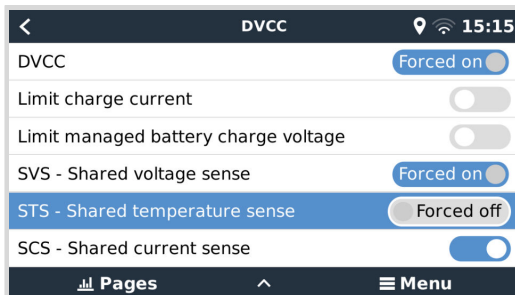 DVCC 15:15
DVCC Forced on
Limit charge current
Limit managed battery charge voltage
SVS - Shared voltage sense Forced on
STS - Shared temperature sense Forced off
SCS - Shared current sense
Pages Menu